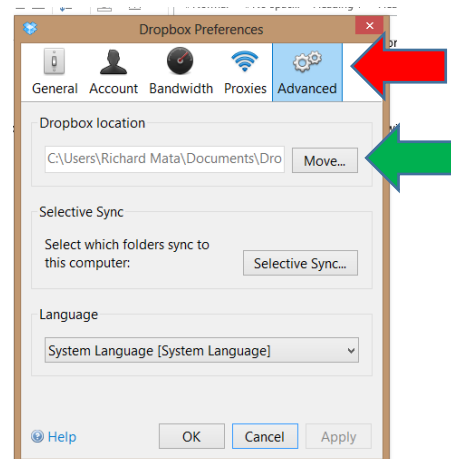 Dropbox Preferences
General Account Bandwidth Proxies Advanced
Dropbox location
C:\Users\Richard Mata\Documents\Dro Move...
Selective Sync
Select which folders sync to
this computer:
Selective Sync...
Language
System Language [System Language]
Help OK Cancel Apply